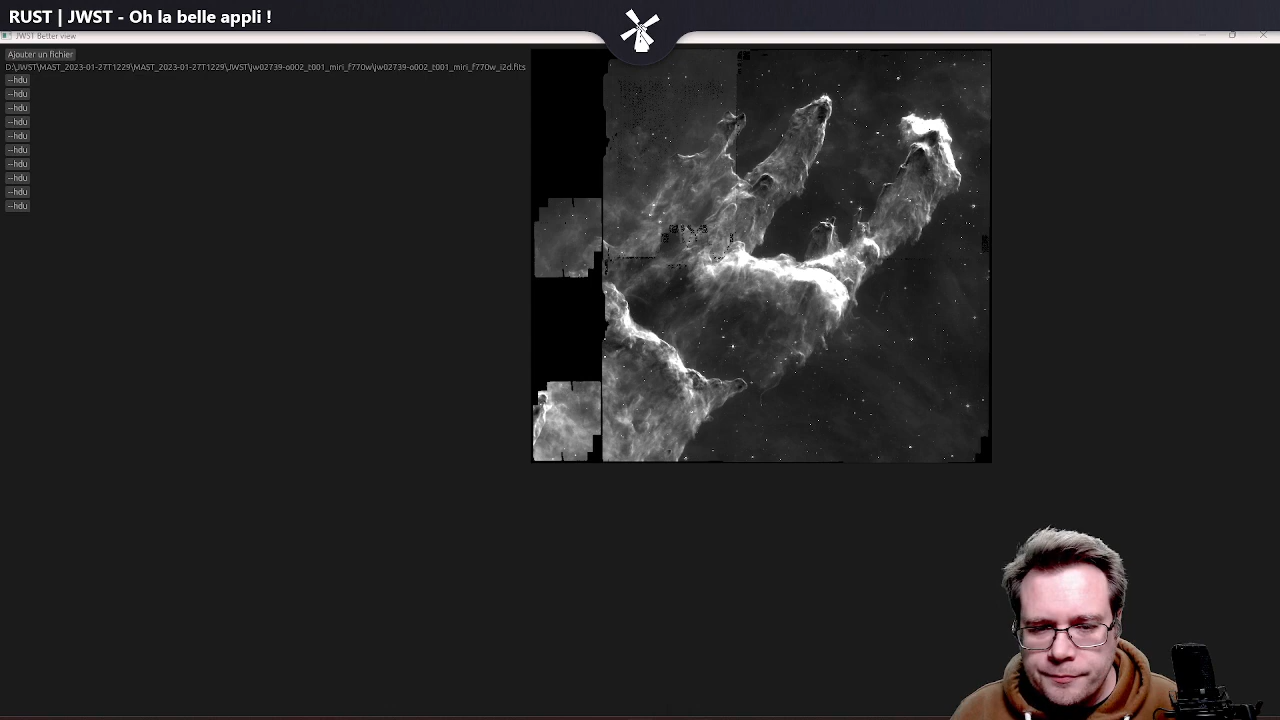 RUST | JWST - Oh la belle appli !
JWST Better view
Ajouter un fichier
D:\JWST\MAST_2023-01-27T1229\MAST_2023-01-27T1229\JWST\jw02739-o002_t001_miri_f770w\jw02739-o002_t001_miri_f770w_i2d.fits
--hdu
--hdu
--hdu
--hdu
--hdu
--hdu
--hdu
--hdu
--hdu
--hdu